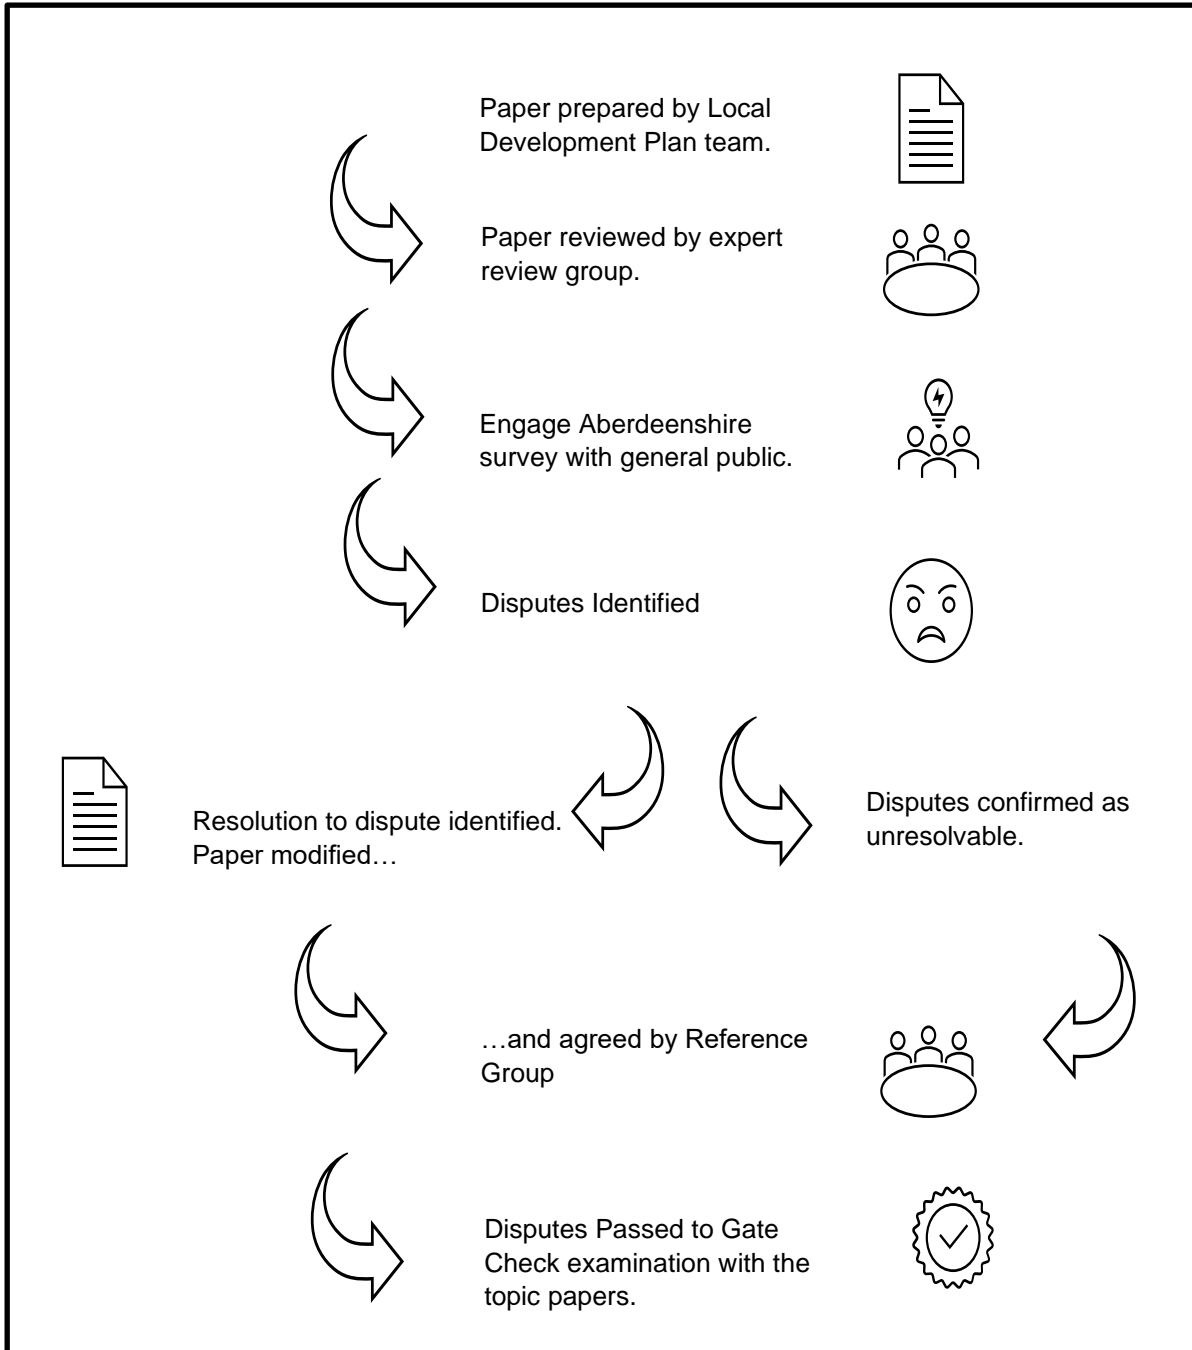 Paper prepared by Local
Development Plan team.
Paper reviewed by expert
review group.
Engage Aberdeenshire
survey with general public.
Disputes Identified
Resolution to dispute identified.
Paper modified…
Disputes confirmed as
unresolvable.
…and agreed by Reference
Group
Disputes Passed to Gate
Check examination with the
topic papers.